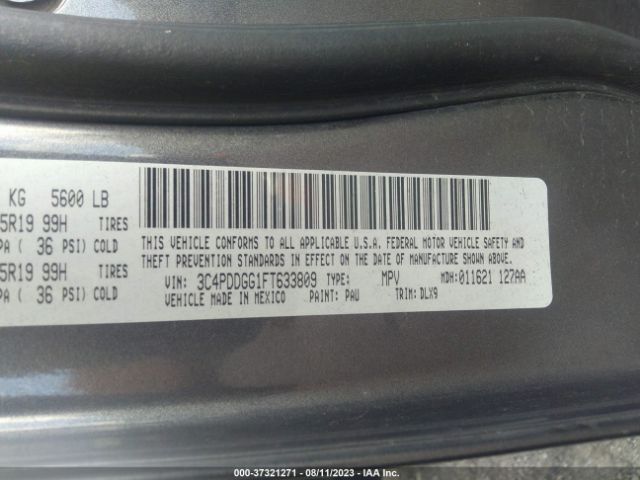 KG 5600 LB
5R19 99H TIRES
PA ( 36 PSI) COLD
5R19 99H TIRES
PA ( 36 PSI) COLD
THIS VEHICLE CONFORMS TO ALL APPLICABLE U.S.A. FEDERAL MOTOR VEHICLE SAFETY AND
THEFT PREVENTION STANDARDS IN EFFECT ON THE DATE OF MANUFACTURE SHOWN ABOVE.
VIN: 3C4PDDGG1FT633809 TYPE: MPV MDH: 011621 127AA
VEHICLE MADE IN MEXICO PAINT: PAU TRIM: DLX9
000-37321271 - 08/11/2023 - IAA Inc.